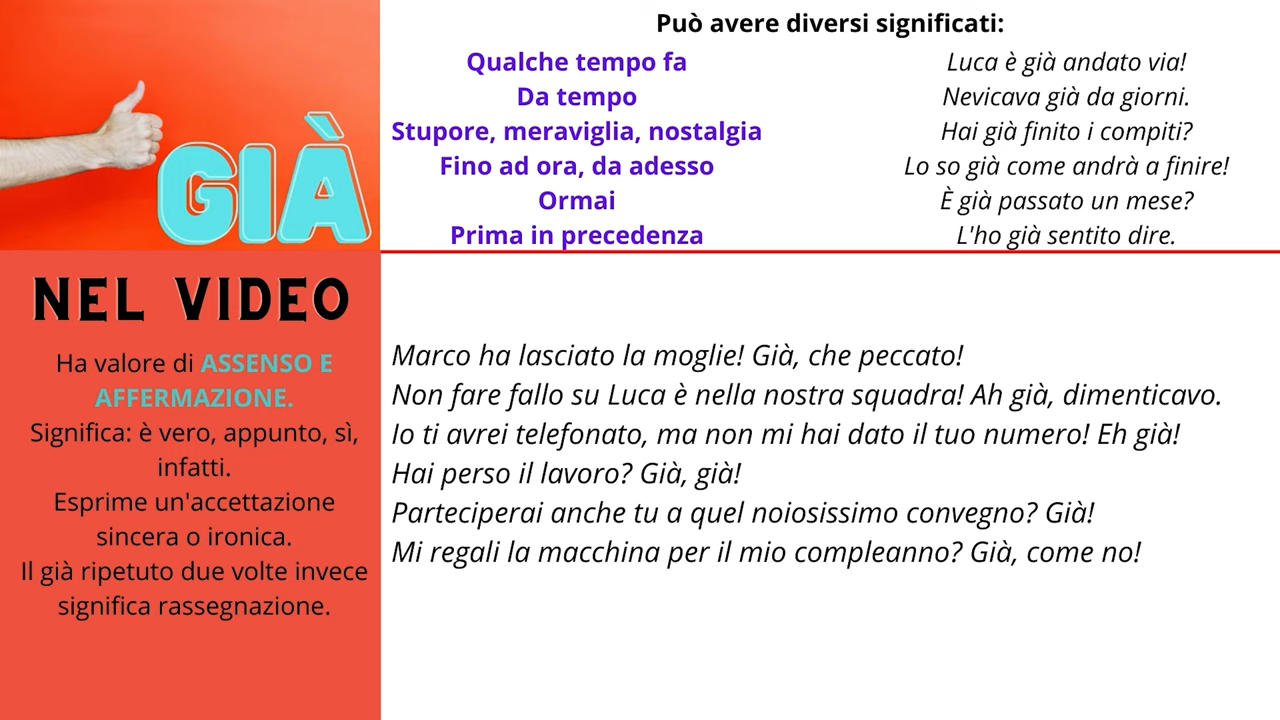 GIÀ
Può avere diversi significati:
Qualche tempo fa
Luca è già andato via!
Da tempo
Nevicava già da giorni.
Stupore, meraviglia, nostalgia
Hai già finito i compiti?
Fino ad ora, da adesso
Lo so già come andrà a finire!
Ormai
È già passato un mese?
Prima in precedenza
L'ho già sentito dire.
NEL VIDEO
Ha valore di ASSENSO E
AFFERMAZIONE.
Significa: è vero, appunto, sì,
infatti.
Esprime un'accettazione
sincera o ironica.
Il già ripetuto due volte invece
significa rassegnazione.
Marco ha lasciato la moglie! Già, che peccato!
Non fare fallo su Luca è nella nostra squadra! Ah già, dimenticavo.
Io ti avrei telefonato, ma non mi hai dato il tuo numero! Eh già!
Hai perso il lavoro? Già, già!
Parteciperai anche tu a quel noiosissimo convegno? Già!
Mi regali la macchina per il mio compleanno? Già, come no!